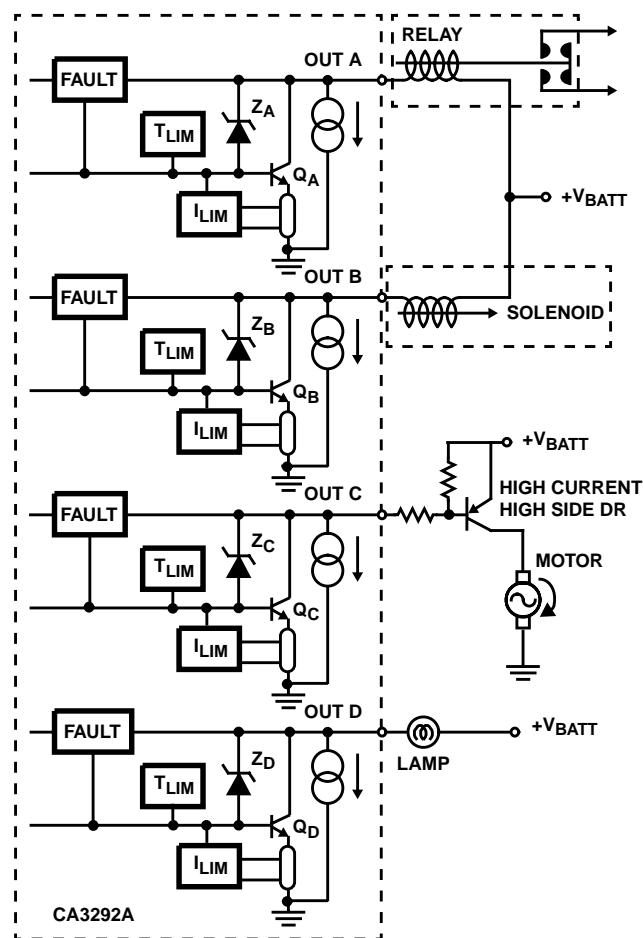 RELAY
OUT A
FAULT
Z_A
T_LIM
Q_A
I_LIM
+V_BATT
OUT B
FAULT
Z_B
SOLENOID
T_LIM
Q_B
I_LIM
+V_BATT
OUT C
HIGH CURRENT
HIGH SIDE DR
FAULT
Z_C
T_LIM
MOTOR
Q_C
I_LIM
OUT D
FAULT
+V_BATT
Z_D
LAMP
T_LIM
Q_D
I_LIM
CA3292A